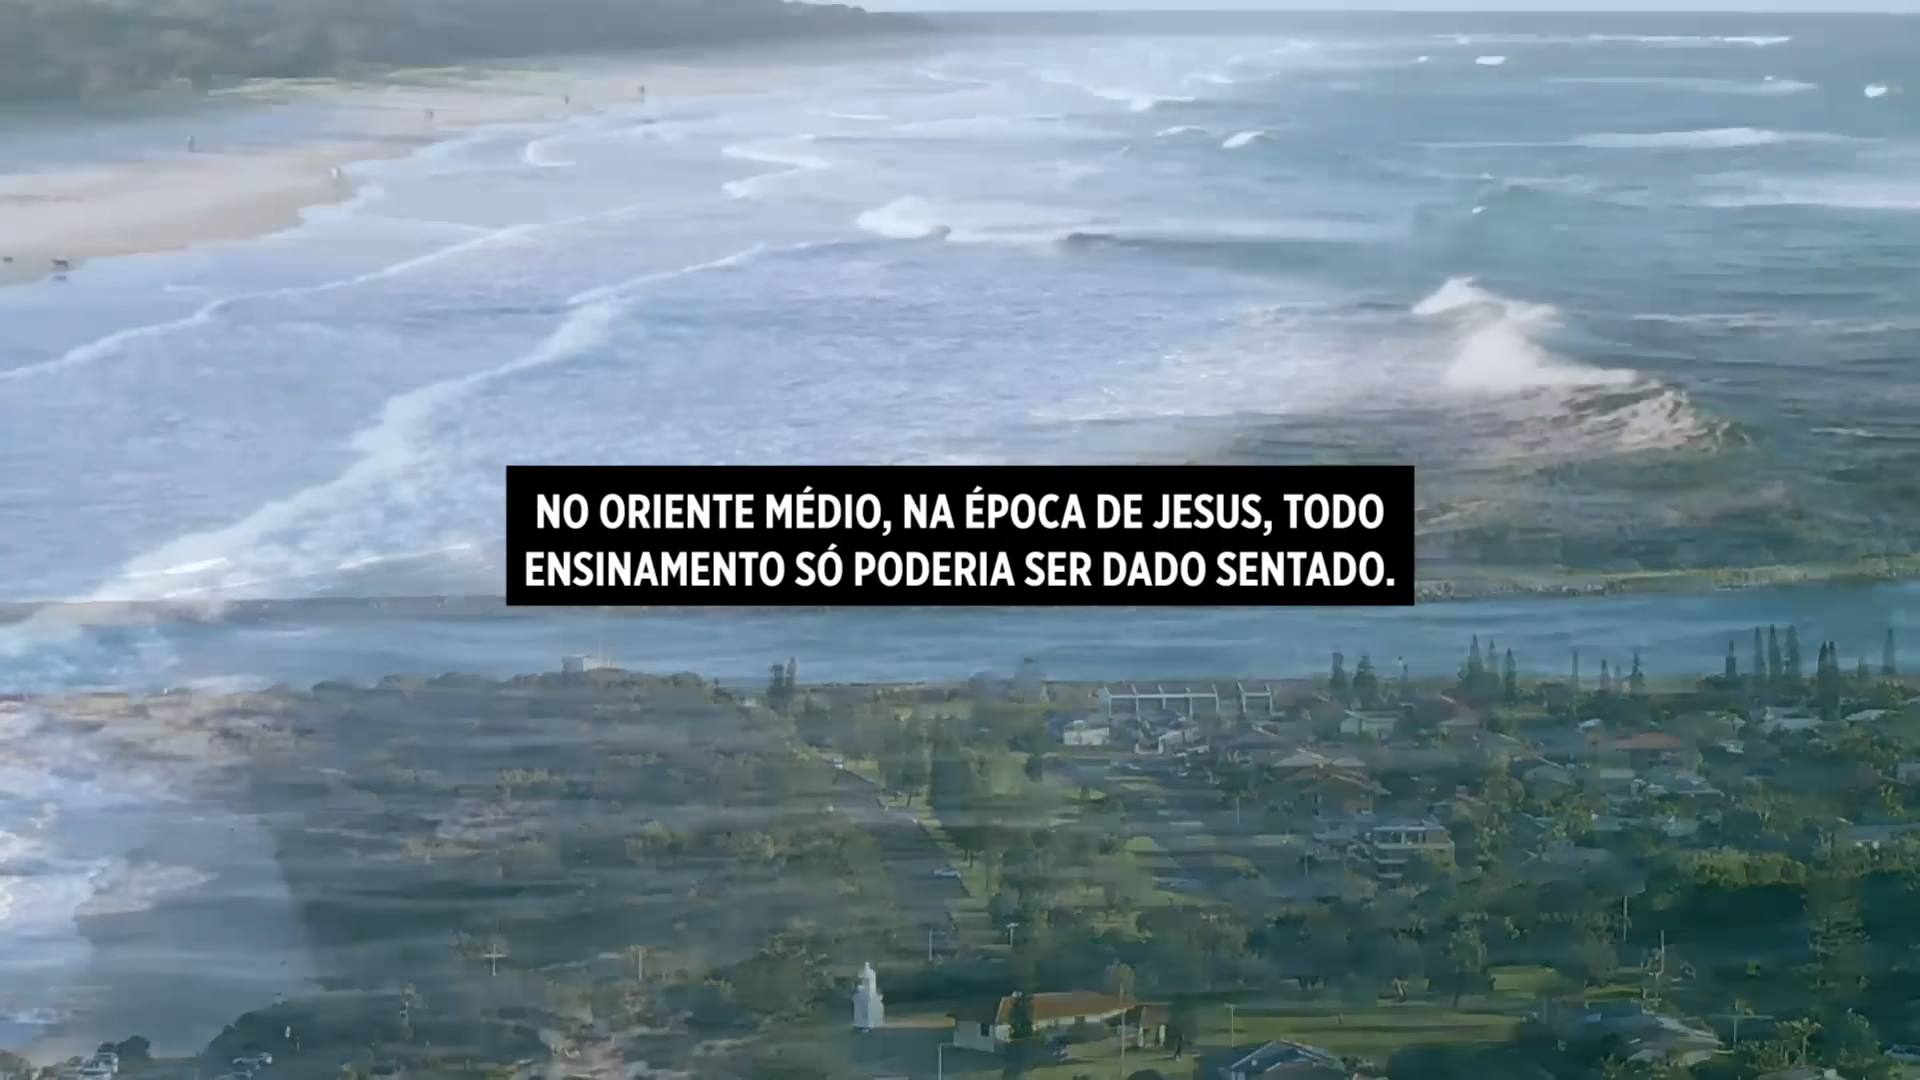 NO ORIENTE MÉDIO, NA ÉPOCA DE JESUS, TODO
ENSINAMENTO SÓ PODERIA SER DADO SENTADO.